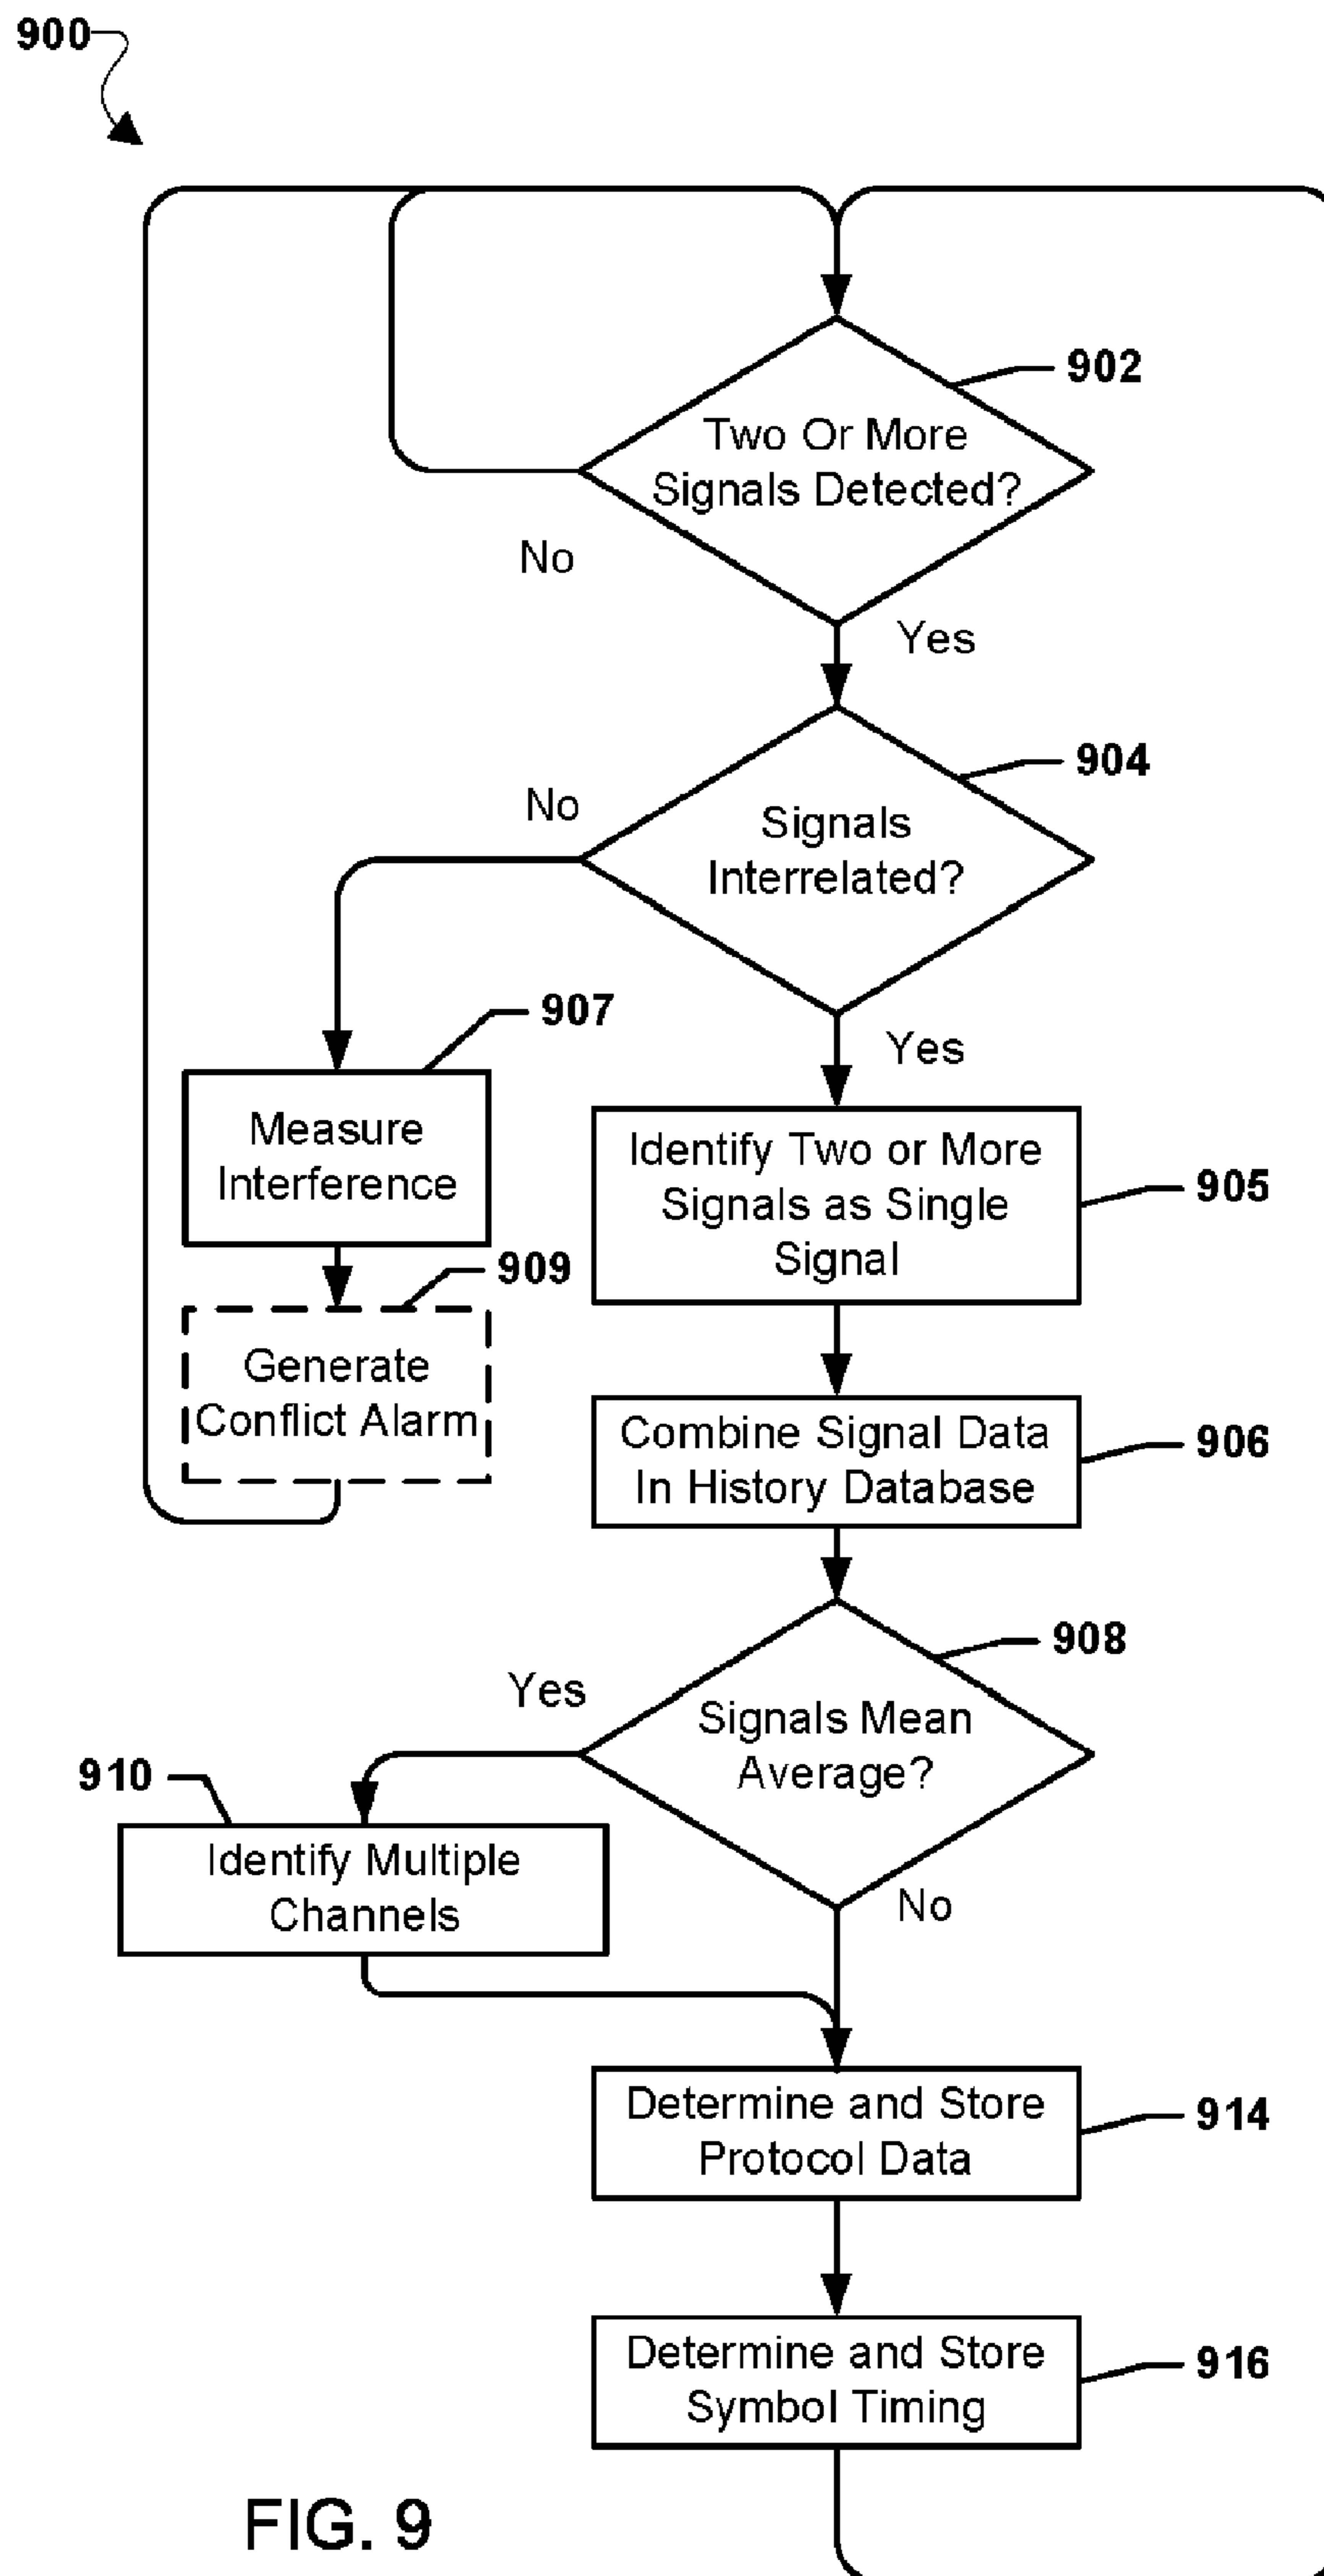 900
902
Two Or More
Signals Detected?
No
Yes
904
No
Signals
Interrelated?
907
Yes
Measure
Interference
Identify Two or More
Signals as Single
Signal
905
909
Generate
Conflict Alarm
Combine Signal Data
In History Database
906
908
Yes
Signals Mean
Average?
910
Identify Multiple
Channels
No
Determine and Store
Protocol Data
914
Determine and Store
Symbol Timing
916
FIG. 9